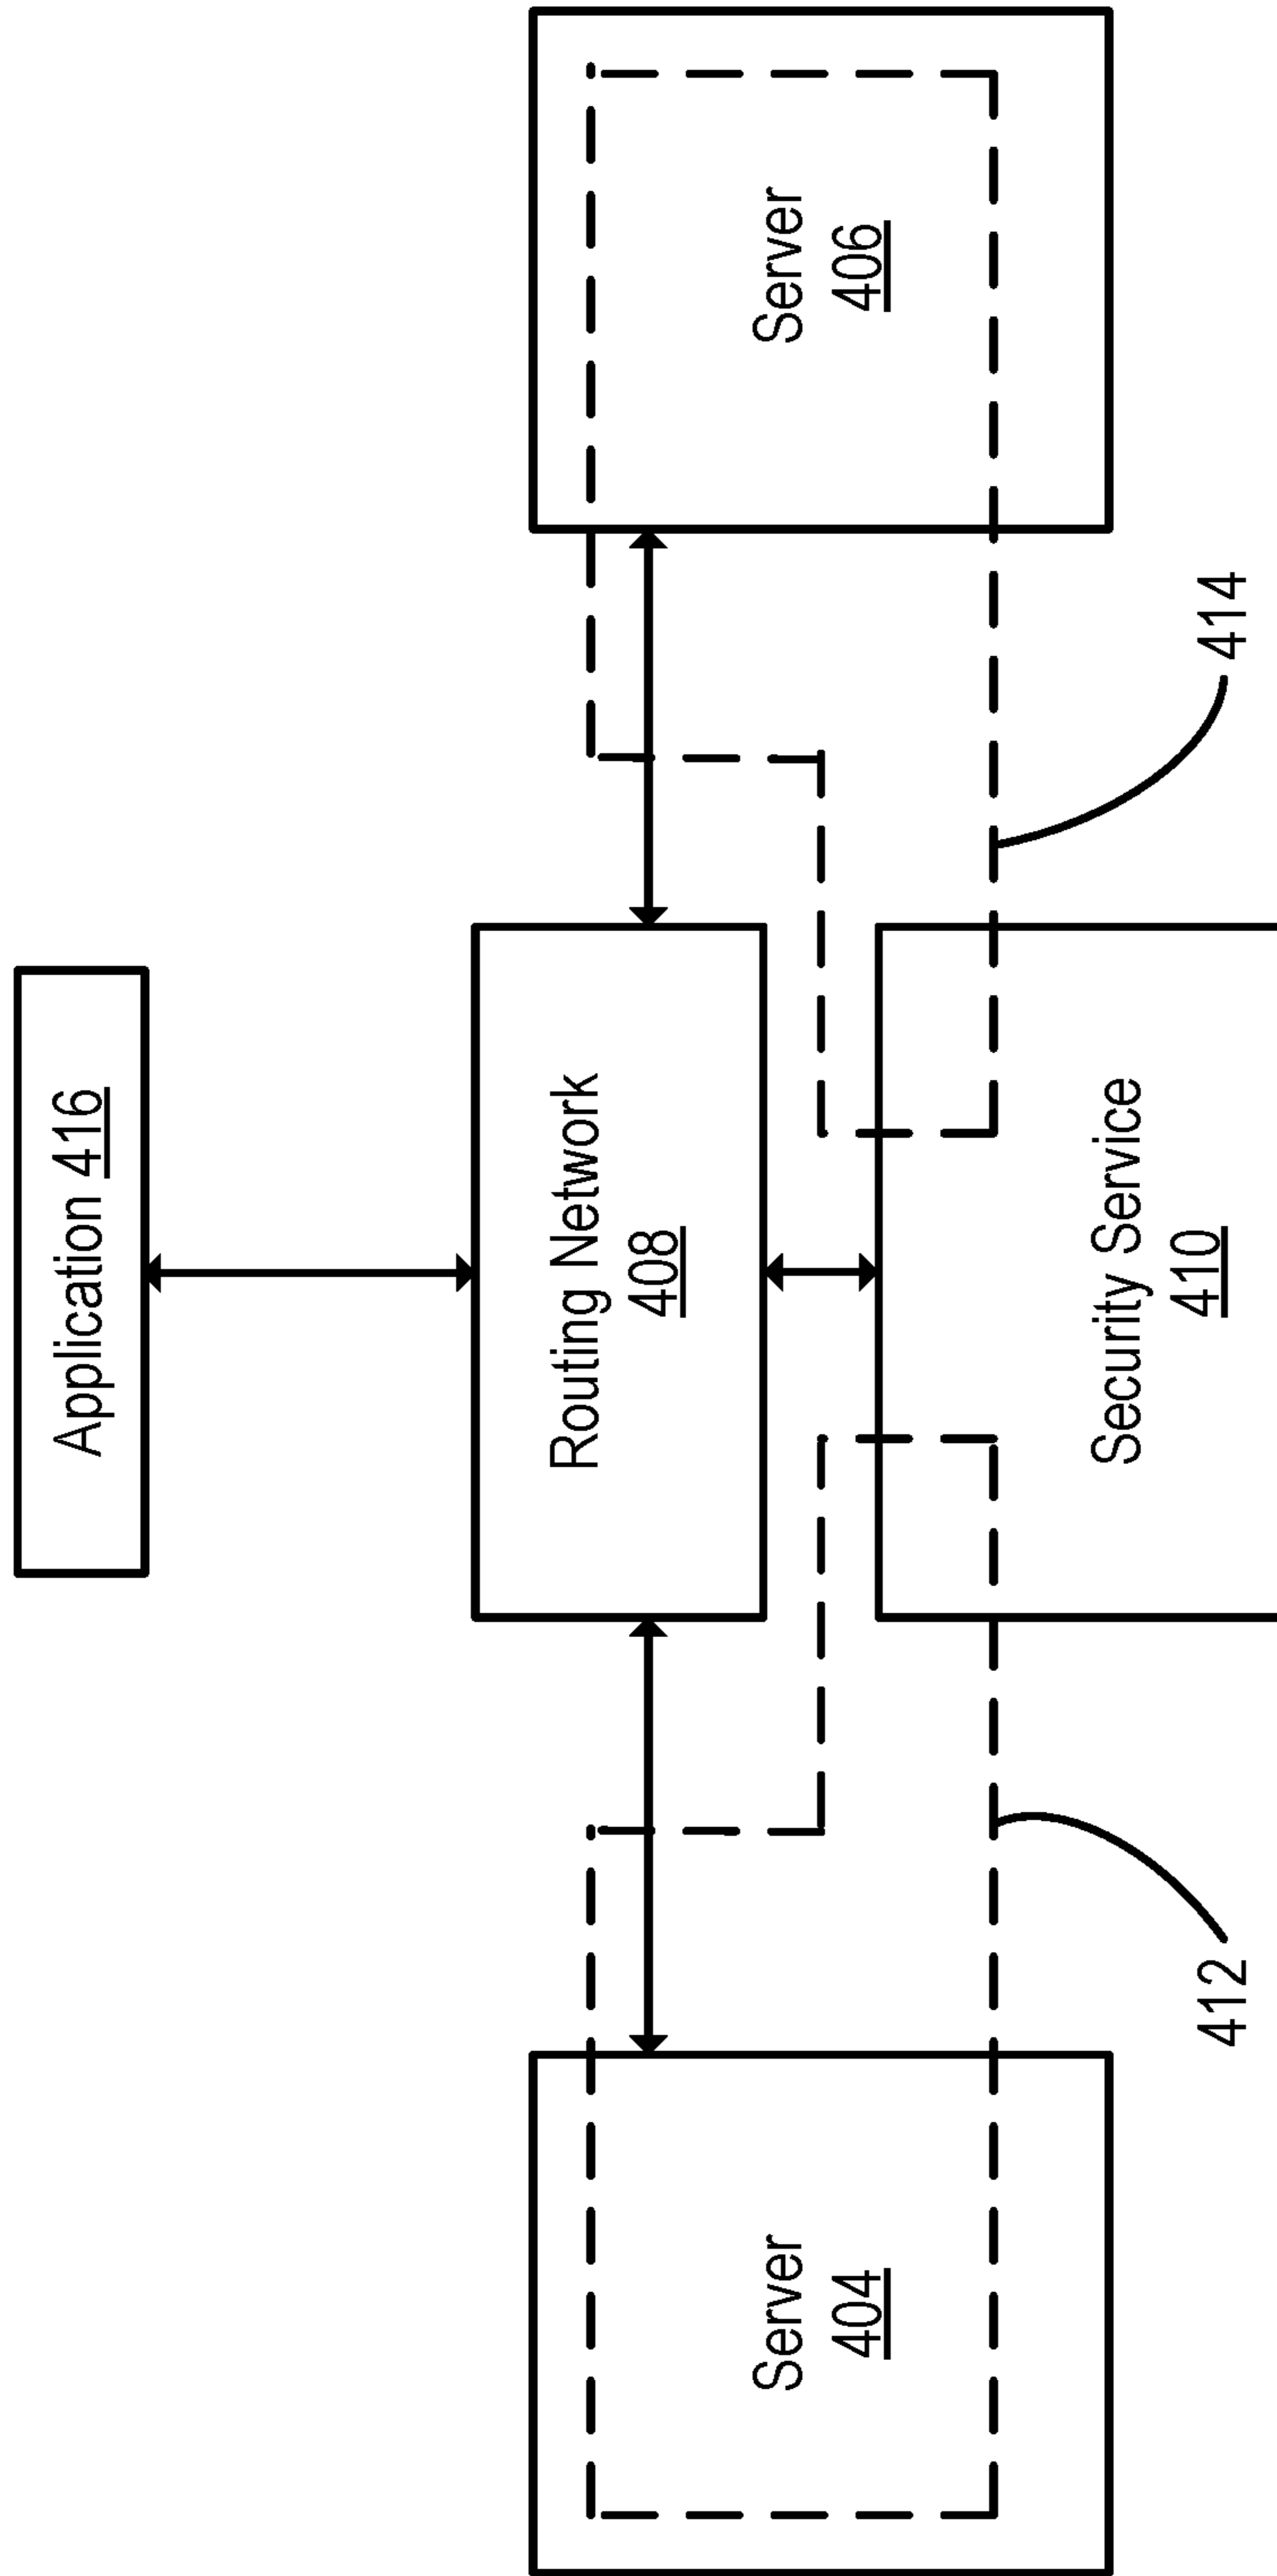 Application 416
Routing Network
408
Server
404
Server
406
Security Service
410
412
414